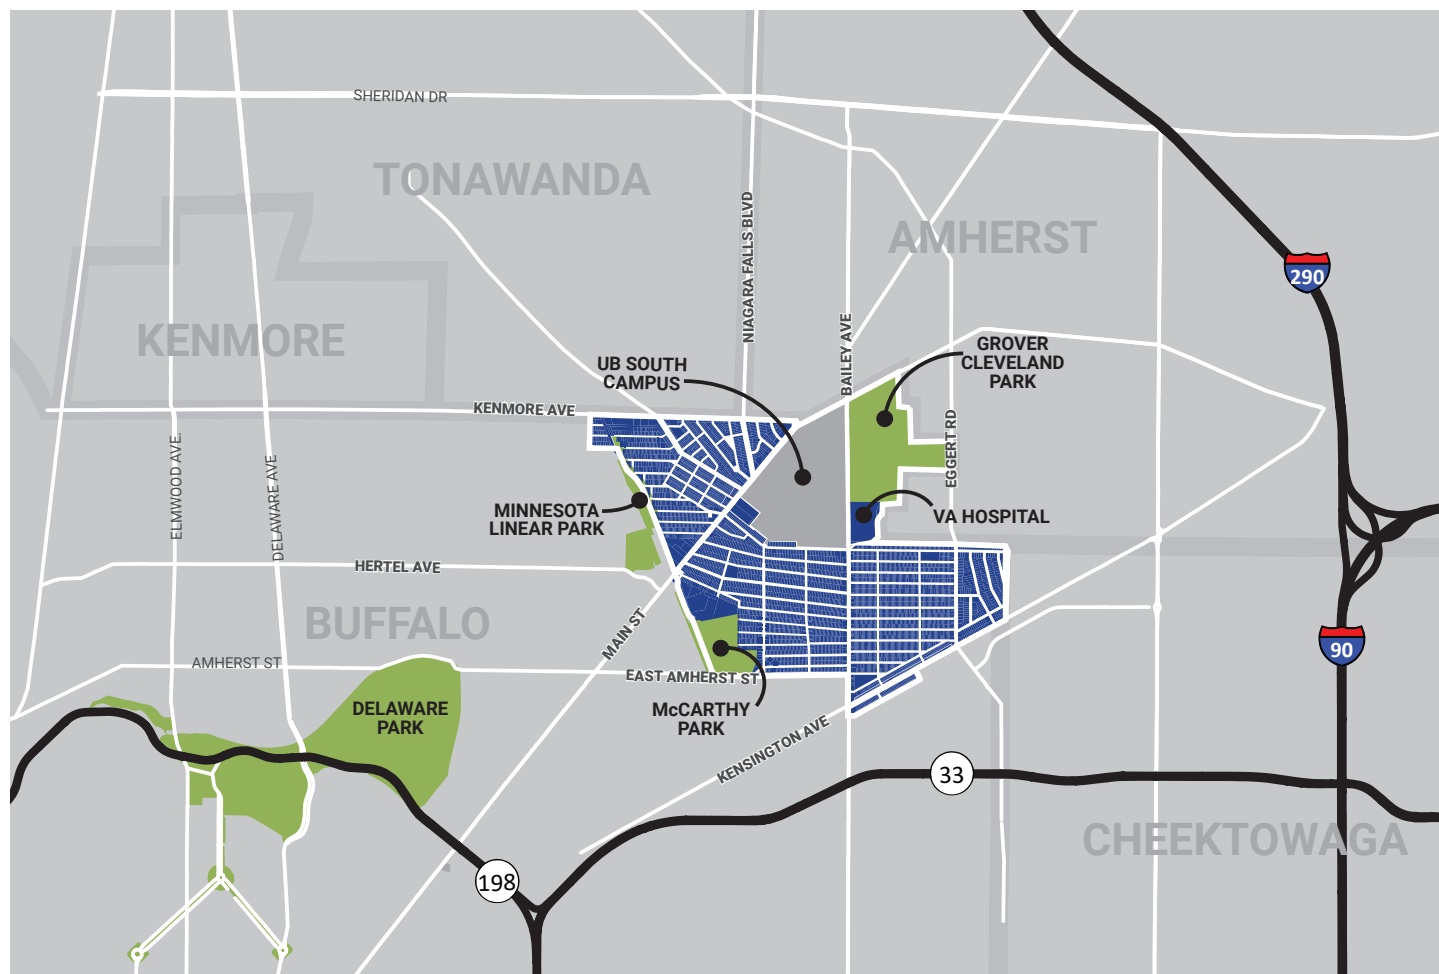 SHERIDAN DR
TONAWANDA
NIAGARA FALLS BLVD
AMHERST
290
KENMORE
BAILEY AVE
GROVER
CLEVELAND
PARK
UB SOUTH
CAMPUS
KENMORE AVE
EGGERT RD
ELMWOOD AVE
DELAWARE AVE
MINNESOTA
LINEAR PARK
VA HOSPITAL
HERTEL AVE
BUFFALO
MAIN ST
90
AMHERST ST
EAST AMHERST ST
DELAWARE
PARK
McCARTHY
PARK
KENSINGTON AVE
33
CHEEKTOWAGA
198